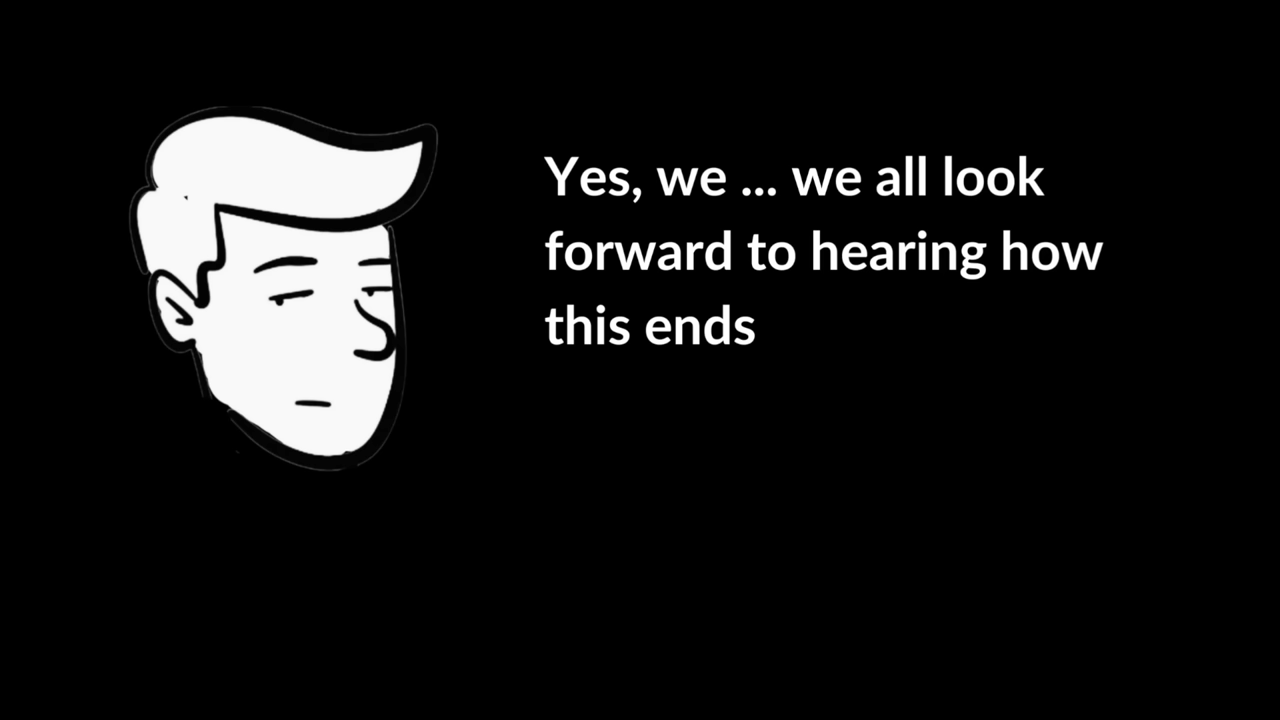 Yes, we ... we all look
forward to hearing how
this ends